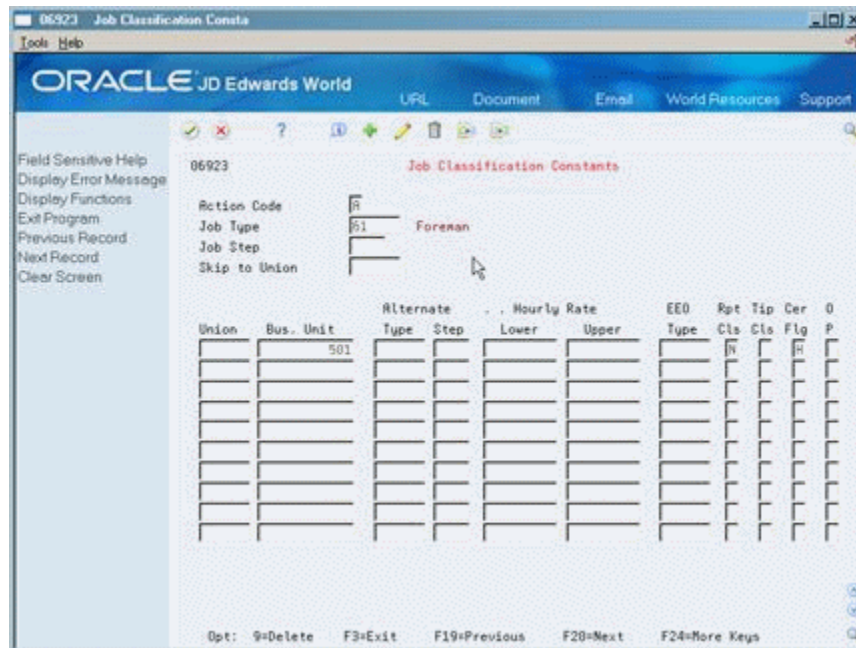 06923 Job Classification Consta
Tools Help
ORACLE JD Edwards World
URL Document Email World Resources Support
Field Sensitive Help
Display Error Message
Display Functions
Exit Program
Previous Record
Next Record
Clear Screen
06923 Job Classification Constants
Action Code A
Job Type 61 Foreman
Job Step
Skip to Union
Alternate . . Hourly Rate EEO Rpt Tip Cer O
Union Bus. Unit Type Step Lower Upper Type Cls Cls Flg P
501 N H
Opt: 9=Delete F3=Exit F19=Previous F20=Next F24=More Keys